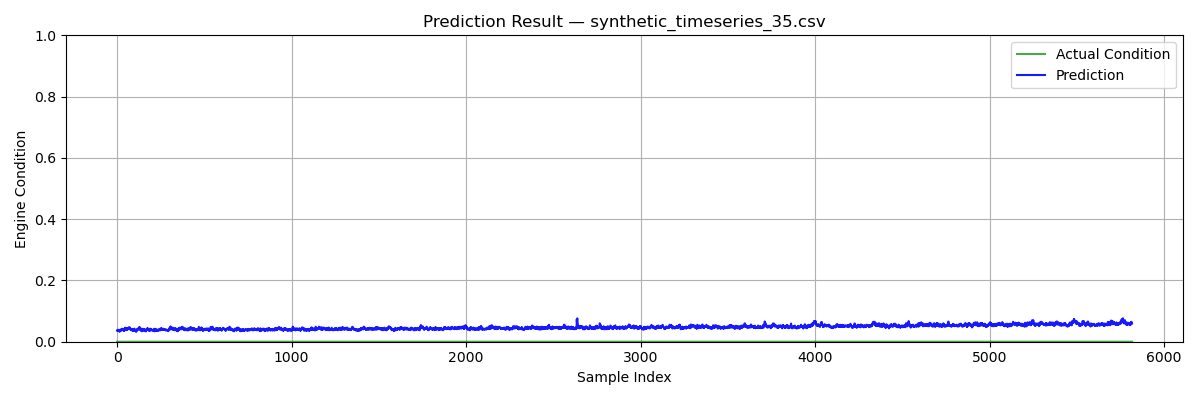 Prediction Result — synthetic_timeseries_35.csv
1.0
0.8
0.6
0.4
0.2
0.0
Engine Condition
Actual Condition
Prediction
0
1000
2000
3000
4000
5000
6000
Sample Index